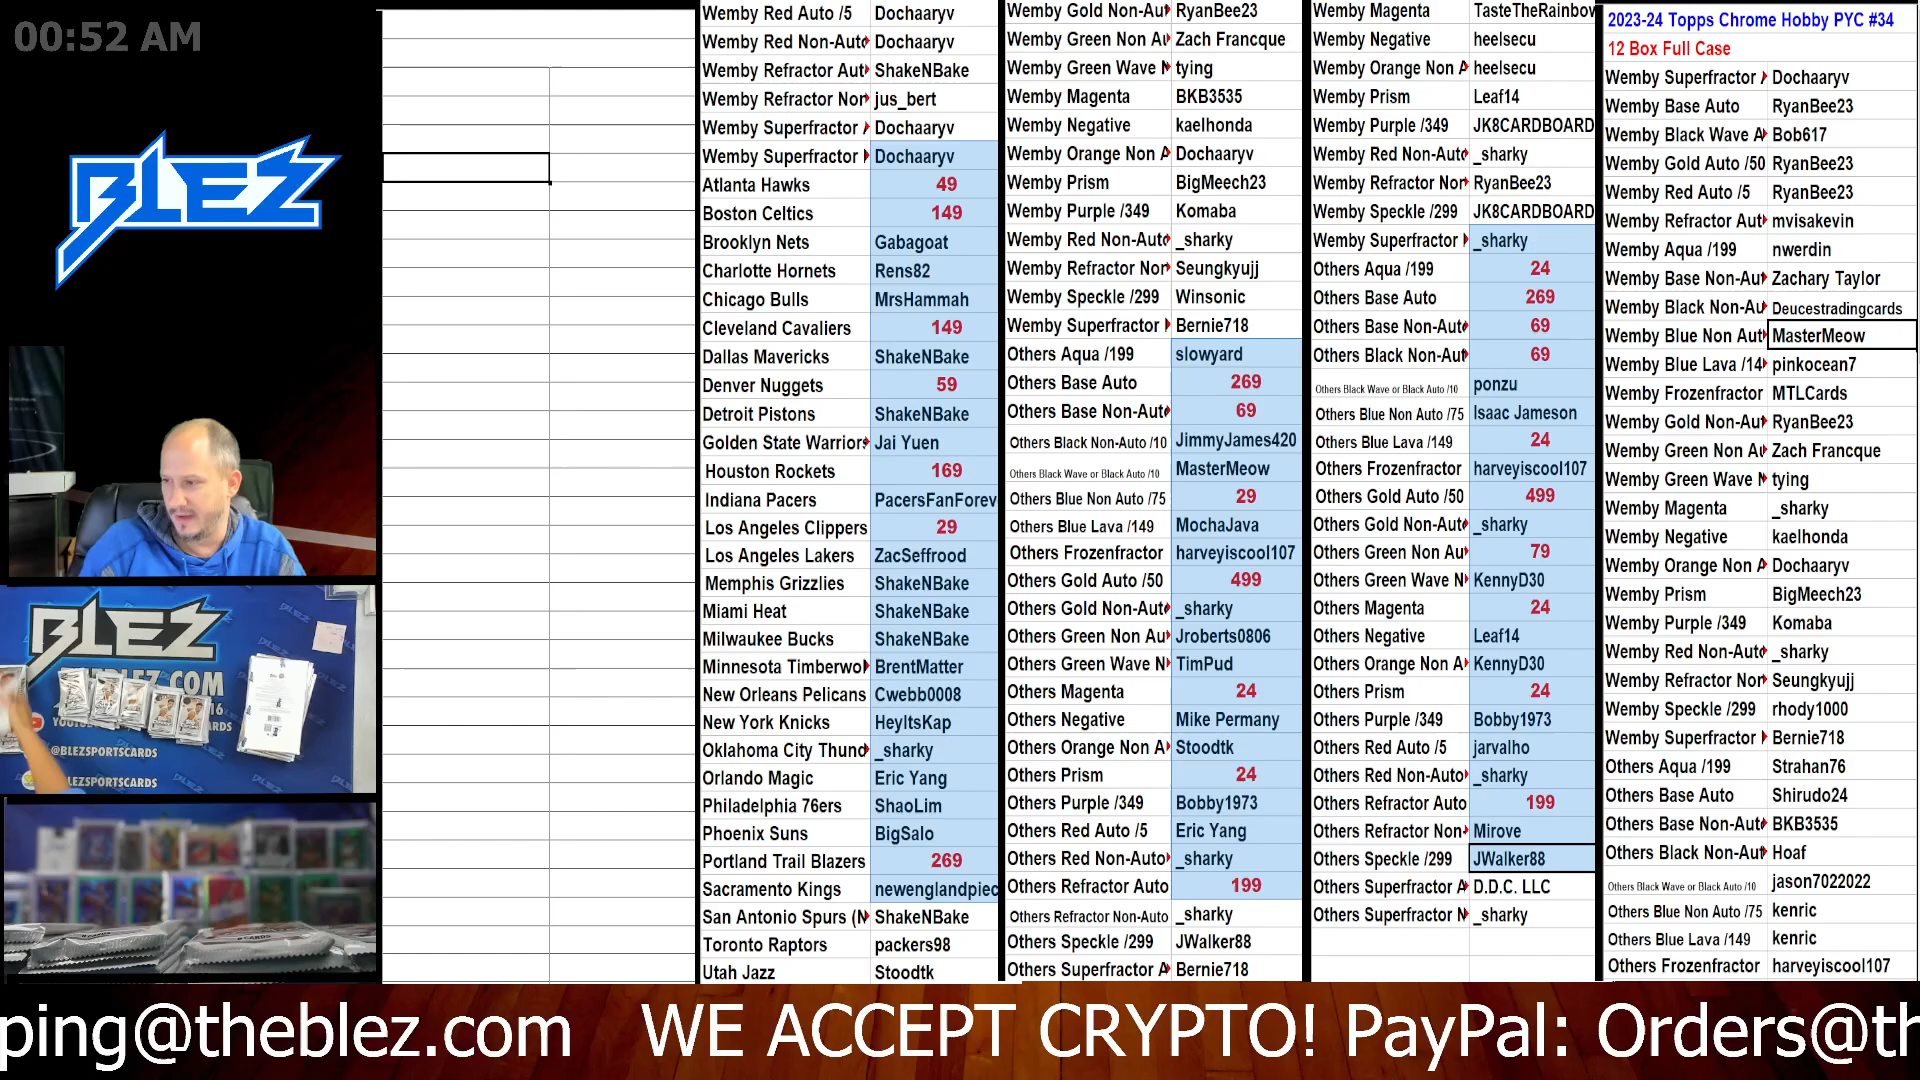 00:52 AM
BLEZ
BLEZ
.COM
@BLEZSPORTSCARDS
LEZSPORTSCARDS
Wemby Red Auto /5 Dochaaryv
Wemby Red Non-Auto Dochaaryv
Wemby Refractor Aut ShakeNBake
Wemby Refractor Nor jus_bert
Wemby Superfractor A Dochaaryv
Wemby Superfractor Dochaaryv
Atlanta Hawks 49
Boston Celtics 149
Brooklyn Nets Gabagoat
Charlotte Hornets Rens82
Chicago Bulls MrsHammah
Cleveland Cavaliers 149
Dallas Mavericks ShakeNBake
Denver Nuggets 59
Detroit Pistons ShakeNBake
Golden State Warriors Jai Yuen
Houston Rockets 169
Indiana Pacers PacersFanForev
Los Angeles Clippers 29
Los Angeles Lakers ZacSeffrood
Memphis Grizzlies ShakeNBake
Miami Heat ShakeNBake
Milwaukee Bucks ShakeNBake
Minnesota Timberwol BrentMatter
New Orleans Pelicans Cwebb0008
New York Knicks HeyItsKap
Oklahoma City Thund _sharky
Orlando Magic Eric Yang
Philadelphia 76ers ShaoLim
Phoenix Suns BigSalo
Portland Trail Blazers 269
Sacramento Kings newenglandpiec
San Antonio Spurs (N ShakeNBake
Toronto Raptors packers98
Utah Jazz Stoodtk
Wemby Gold Non-Aut RyanBee23
Wemby Green Non Au Zach Francque
Wemby Green Wave N tying
Wemby Magenta BKB3535
Wemby Negative kaelhonda
Wemby Orange Non A Dochaaryv
Wemby Prism BigMeech23
Wemby Purple /349 Komaba
Wemby Red Non-Auto _sharky
Wemby Refractor Nor Seungkyujj
Wemby Speckle /299 Winsonic
Wemby Superfractor Bernie718
Others Aqua /199 slowyard
Others Base Auto 269
Others Base Non-Auto 69
Others Black Non-Auto /10 JimmyJames420
Others Black Wave or Black Auto /10 MasterMeow
Others Blue Non Auto /75 29
Others Blue Lava /149 MochaJava
Others Frozenfractor harveyiscool107
Others Gold Auto /50 499
Others Gold Non-Auto _sharky
Others Green Non Au Jroberts0806
Others Green Wave N TimPud
Others Magenta 24
Others Negative Mike Permany
Others Orange Non A Stoodtk
Others Prism 24
Others Purple /349 Bobby1973
Others Red Auto /5 Eric Yang
Others Red Non-Auto _sharky
Others Refractor Auto 199
Others Refractor Non-Auto _sharky
Others Speckle /299 JWalker88
Others Superfractor A Bernie718
Wemby Magenta TasteTheRainbow
Wemby Negative heelsecu
Wemby Orange Non A heelsecu
Wemby Prism Leaf14
Wemby Purple /349 JK8CARDBOARD
Wemby Red Non-Auto _sharky
Wemby Refractor Nor RyanBee23
Wemby Speckle /299 JK8CARDBOARD
Wemby Superfractor _sharky
Others Aqua /199 24
Others Base Auto 269
Others Base Non-Auto 69
Others Black Non-Aut 69
Others Black Wave or Black Auto /10 ponzu
Others Blue Non Auto /75 Isaac Jameson
Others Blue Lava /149 24
Others Frozenfractor harveyiscool107
Others Gold Auto /50 499
Others Gold Non-Auto _sharky
Others Green Non Au 79
Others Green Wave N KennyD30
Others Magenta 24
Others Negative Leaf14
Others Orange Non A KennyD30
Others Prism 24
Others Purple /349 Bobby1973
Others Red Auto /5 jarvalho
Others Red Non-Auto _sharky
Others Refractor Auto 199
Others Refractor Non- Mirove
Others Speckle /299 JWalker88
Others Superfractor A D.D.C. LLC
Others Superfractor N _sharky
2023-24 Topps Chrome Hobby PYC #34
12 Box Full Case
Wemby Superfractor A Dochaaryv
Wemby Base Auto RyanBee23
Wemby Black Wave A Bob617
Wemby Gold Auto /50 RyanBee23
Wemby Red Auto /5 RyanBee23
Wemby Refractor Aut mvisakevin
Wemby Aqua /199 nwerdin
Wemby Base Non-Aut Zachary Taylor
Wemby Black Non-Au Deucestradingcards
Wemby Blue Non Aut MasterMeow
Wemby Blue Lava /14 pinkocean7
Wemby Frozenfractor MTLCards
Wemby Gold Non-Aut RyanBee23
Wemby Green Non Au Zach Francque
Wemby Green Wave N tying
Wemby Magenta _sharky
Wemby Negative kaelhonda
Wemby Orange Non A Dochaaryv
Wemby Prism BigMeech23
Wemby Purple /349 Komaba
Wemby Red Non-Auto _sharky
Wemby Refractor Nor Seungkyujj
Wemby Speckle /299 rhody1000
Wemby Superfractor Bernie718
Others Aqua /199 Strahan76
Others Base Auto Shirudo24
Others Base Non-Auto BKB3535
Others Black Non-Aut Hoaf
Others Black Wave or Black Auto /10 jason7022022
Others Blue Non Auto /75 kenric
Others Blue Lava /149 kenric
Others Frozenfractor harveyiscool107
ping@theblez.com WE ACCEPT CRYPTO! PayPal: Orders@th